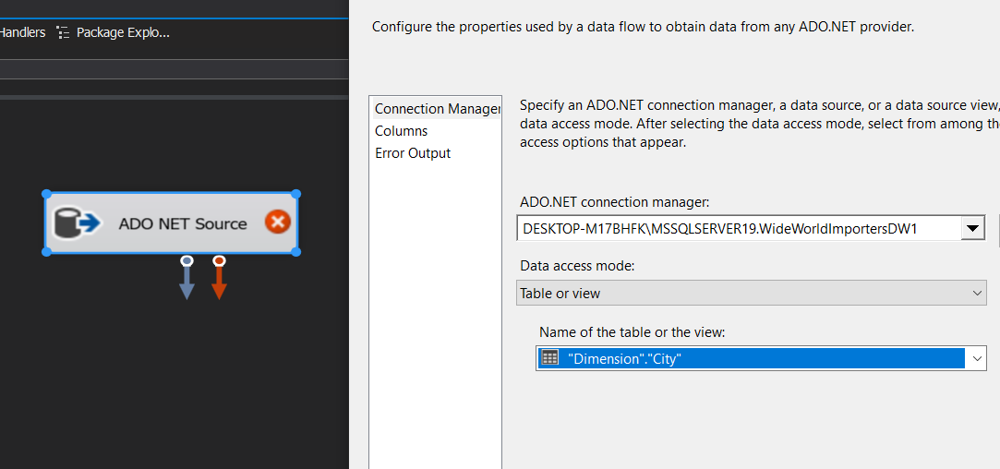 Handlers
Package Explo...
ADO NET Source
Configure the properties used by a data flow to obtain data from any ADO.NET provider.
Connection Manager
Columns
Error Output
Specify an ADO.NET connection manager, a data source, or a data source view,
data access mode. After selecting the data access mode, select from among the
access options that appear.
ADO.NET connection manager:
DESKTOP-M17BHFK\MSSQLSERVER19.WideWorldImportersDW1
Data access mode:
Table or view
Name of the table or the view:
"Dimension"."City"